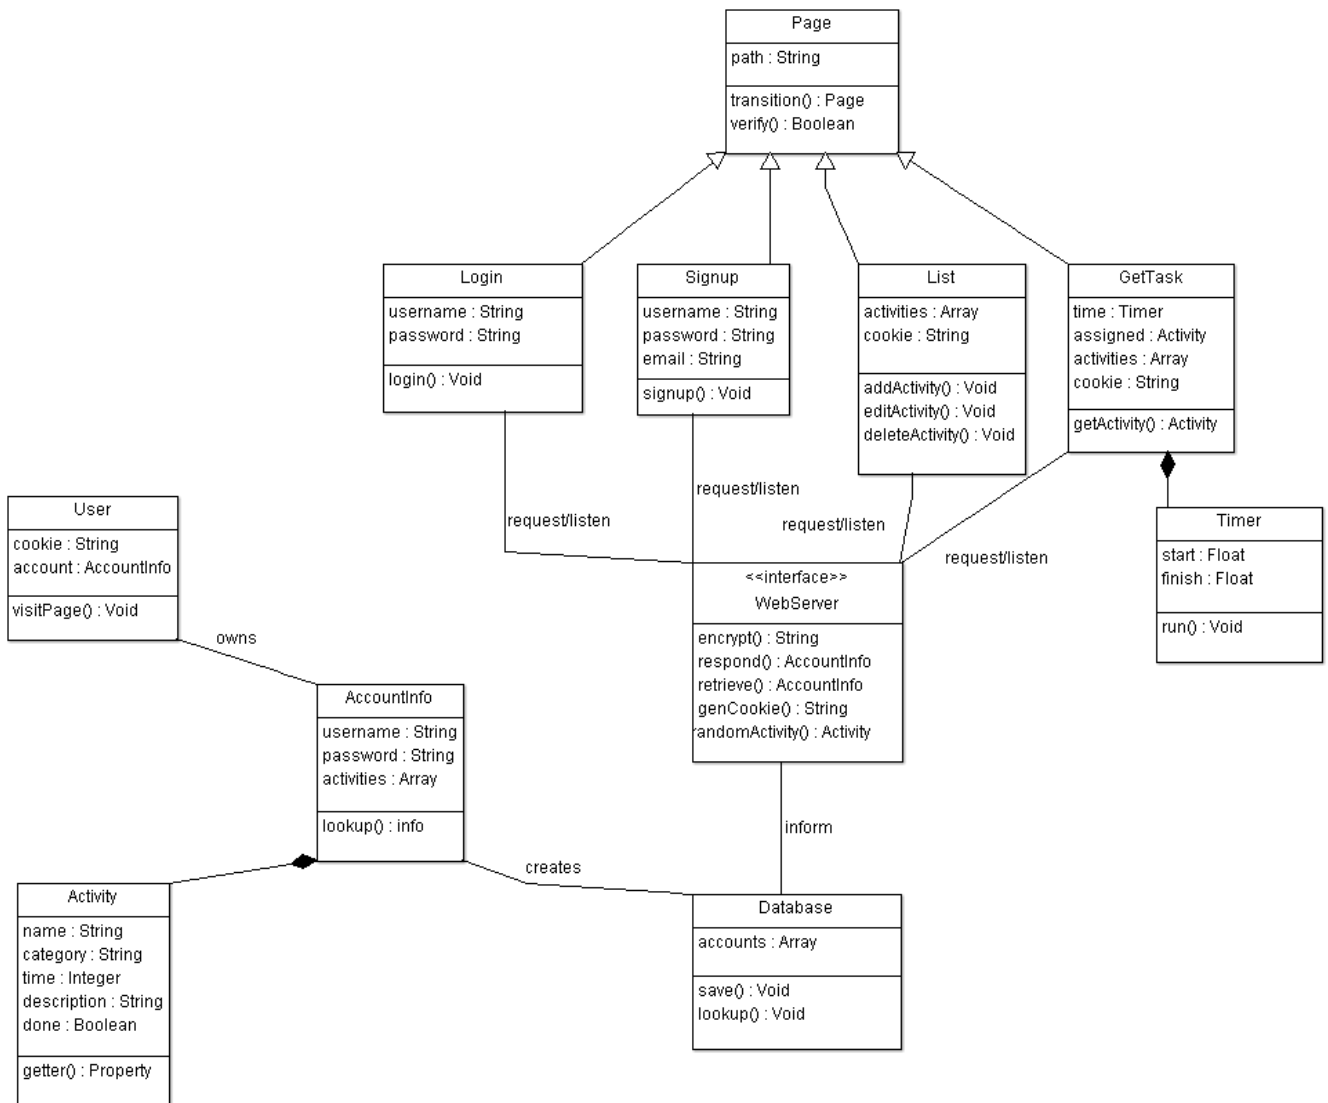 Page
path : String
transition() : Page
verify() : Boolean
Login
username : String
password : String
login() : Void
Signup
username : String
password : String
email : String
signup() : Void
List
activities : Array
cookie : String
addActivity() : Void
editActivity() : Void
deleteActivity() : Void
GetTask
time : Timer
assigned : Activity
activities : Array
cookie : String
getActivity() : Activity
request/listen
request/listen
request/listen
request/listen
User
cookie : String
account : AccountInfo
visitPage() : Void
Timer
start : Float
finish : Float
run() : Void
<<interface>>
WebServer
encrypt() : String
respond() : AccountInfo
retrieve() : AccountInfo
genCookie() : String
randomActivity() : Activity
owns
AccountInfo
username : String
password : String
activities : Array
lookup() : info
inform
creates
Activity
name : String
category : String
time : Integer
description : String
done : Boolean
getter() : Property
Database
accounts : Array
save() : Void
lookup() : Void